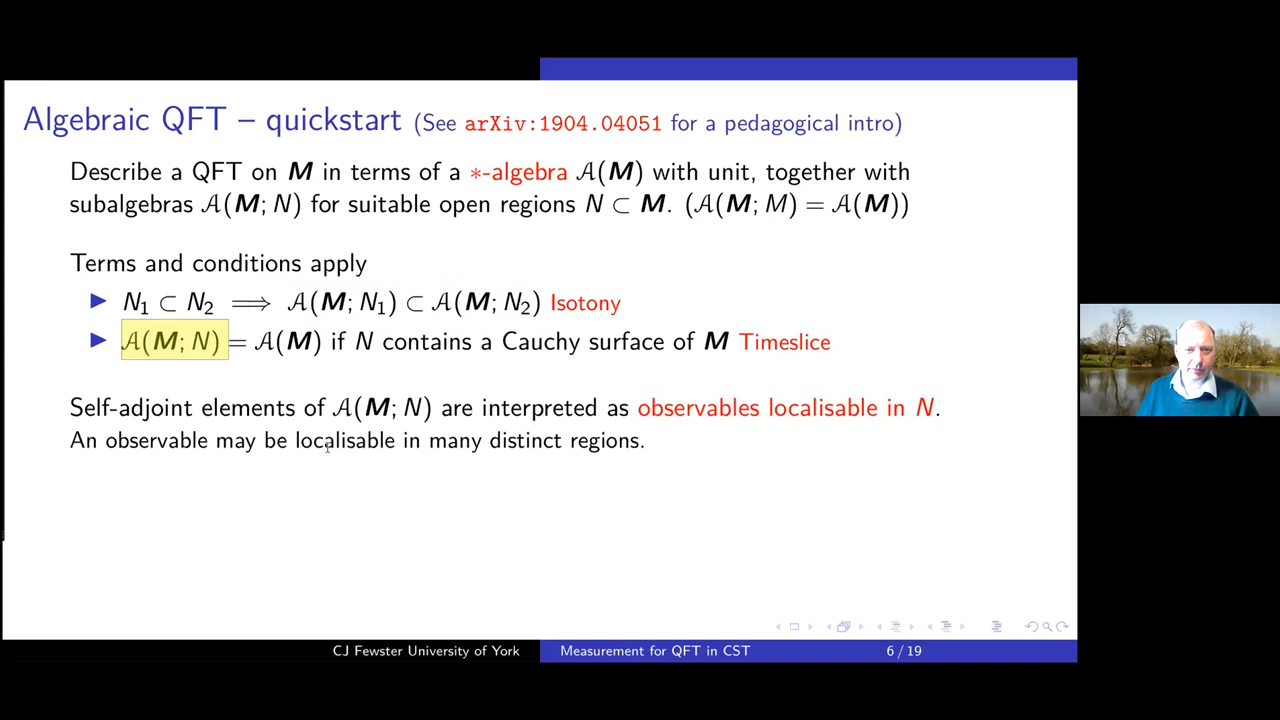 Algebraic QFT – quickstart (See arXiv:1904.04051 for a pedagogical intro)
Describe a QFT on M in terms of a ∗-algebra 𝒜(M) with unit, together with
subalgebras 𝒜(M; N) for suitable open regions N ⊂ M. (𝒜(M; M) = 𝒜(M))
Terms and conditions apply
▶ N₁ ⊂ N₂ ⟹ 𝒜(M; N₁) ⊂ 𝒜(M; N₂) Isotony
▶ 𝒜(M; N) = 𝒜(M) if N contains a Cauchy surface of M Timeslice
Self-adjoint elements of 𝒜(M; N) are interpreted as observables localisable in N.
An observable may be localisable in many distinct regions.
CJ Fewster University of York Measurement for QFT in CST 6 / 19